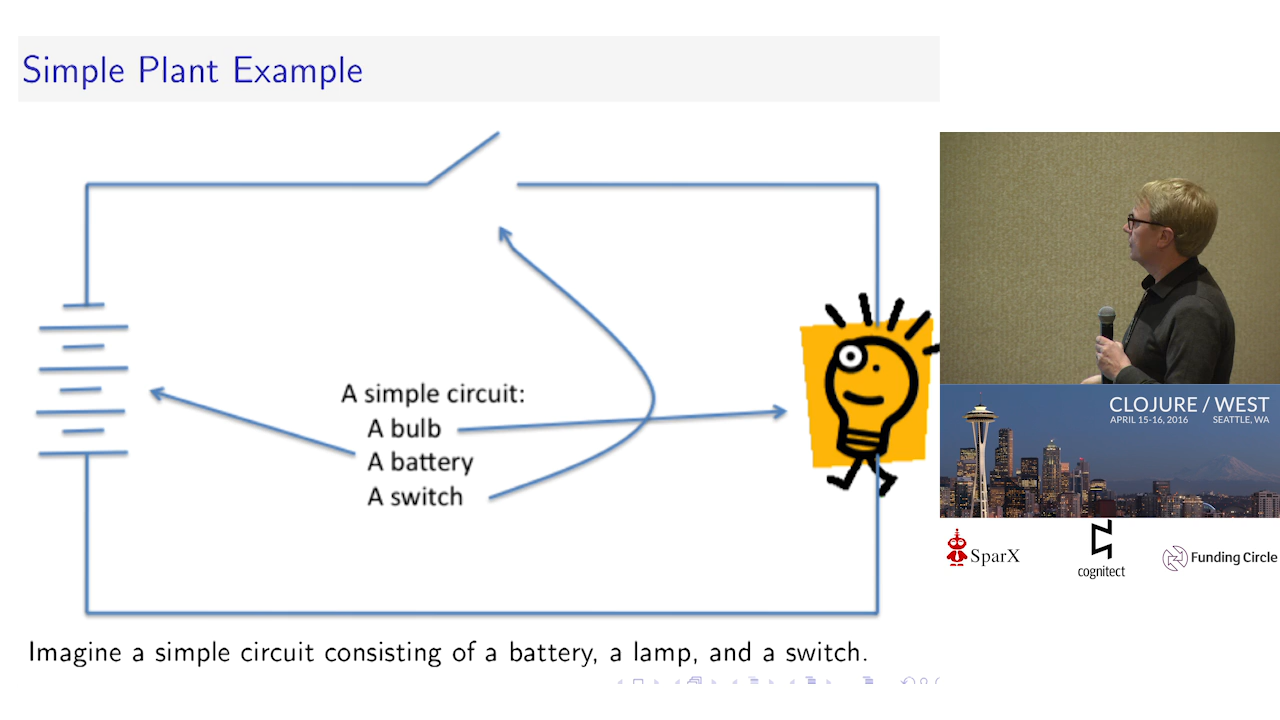 Simple Plant Example
A simple circuit:
A bulb
A battery
A switch
Imagine a simple circuit consisting of a battery, a lamp, and a switch.
CLOJURE / WEST
APRIL 15-16, 2016 SEATTLE, WA
SparX
cognitect
Funding Circle